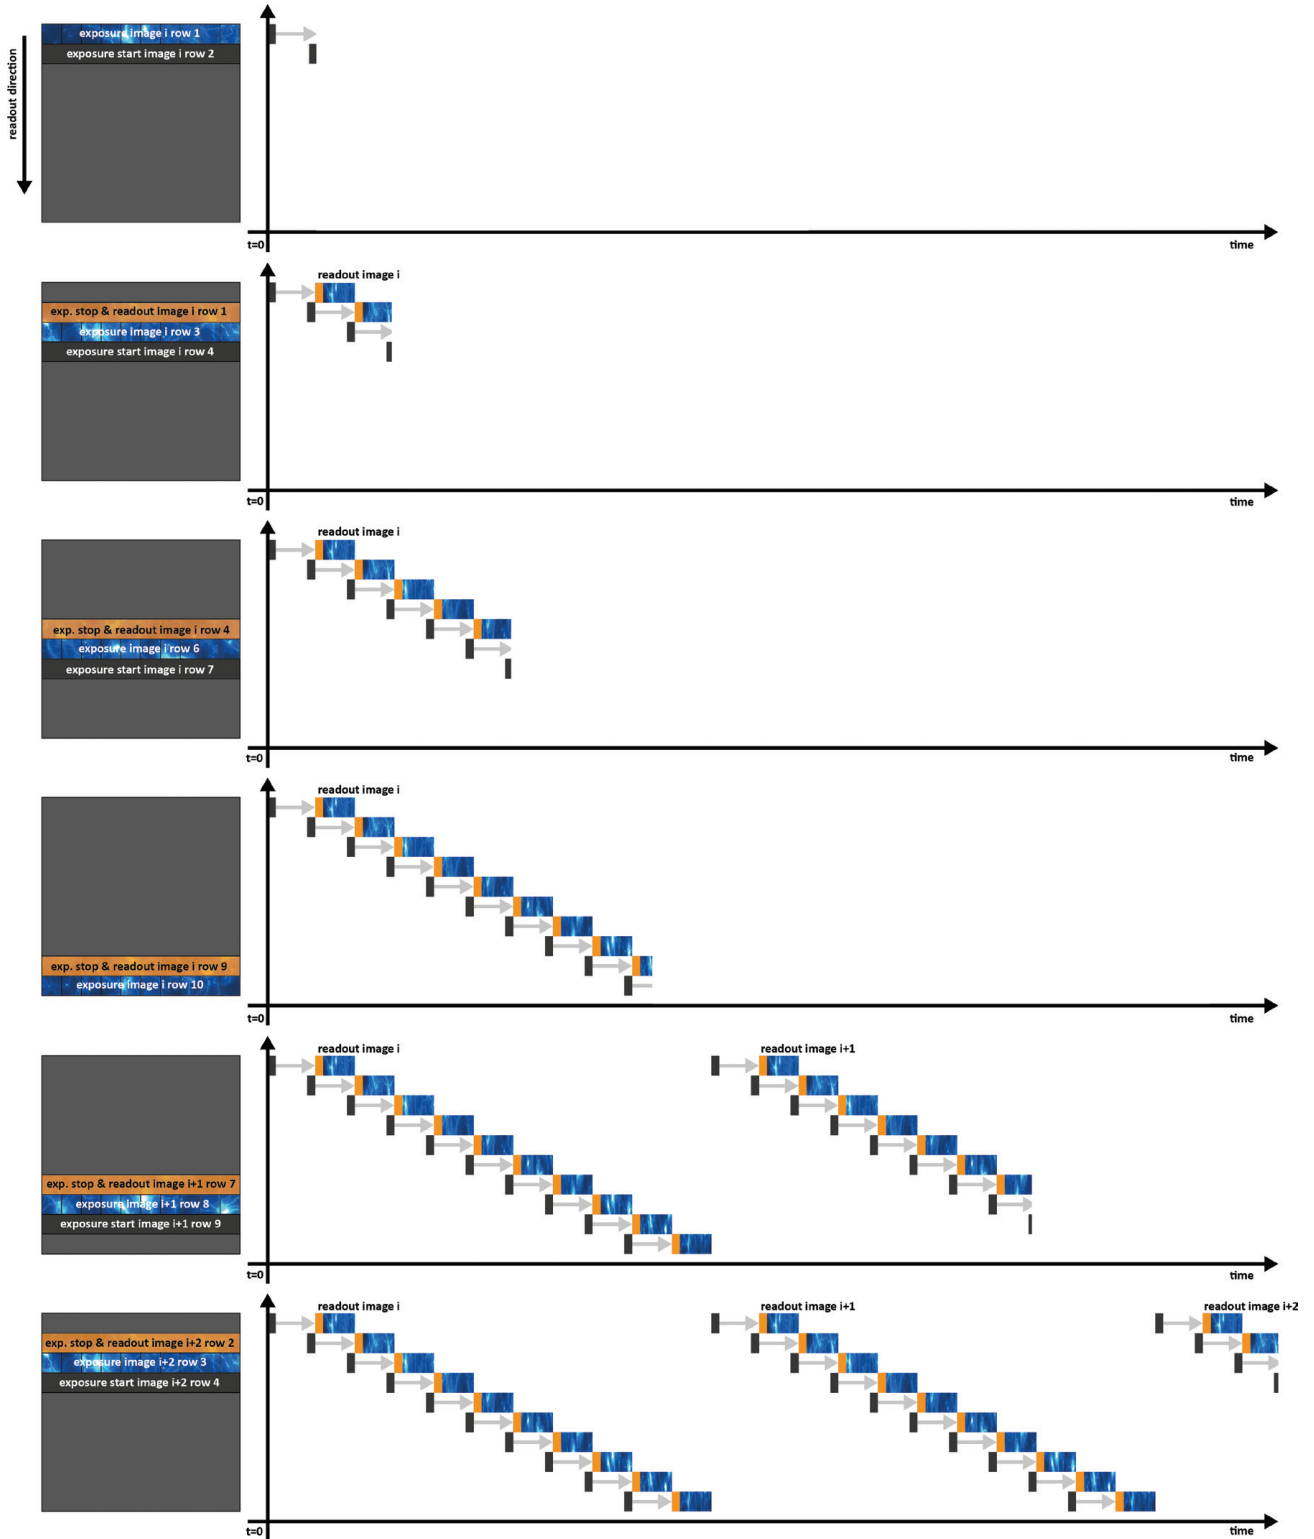 readout direction
exposure image i row 1
exposure start image i row 2
t=0
time
readout image i
exp. stop & readout image i row 1
exposure image i row 3
exposure start image i row 4
t=0
time
readout image i
exp. stop & readout image i row 4
exposure image i row 6
exposure start image i row 7
t=0
time
readout image i
exp. stop & readout image i row 9
exposure image i row 10
t=0
time
readout image i
readout image i+1
exp. stop & readout image i+1 row 7
exposure image i+1 row 8
exposure start image i+1 row 9
t=0
time
readout image i
readout image i+1
readout image i+2
exp. stop & readout image i+2 row 2
exposure image i+2 row 3
exposure start image i+2 row 4
t=0
time